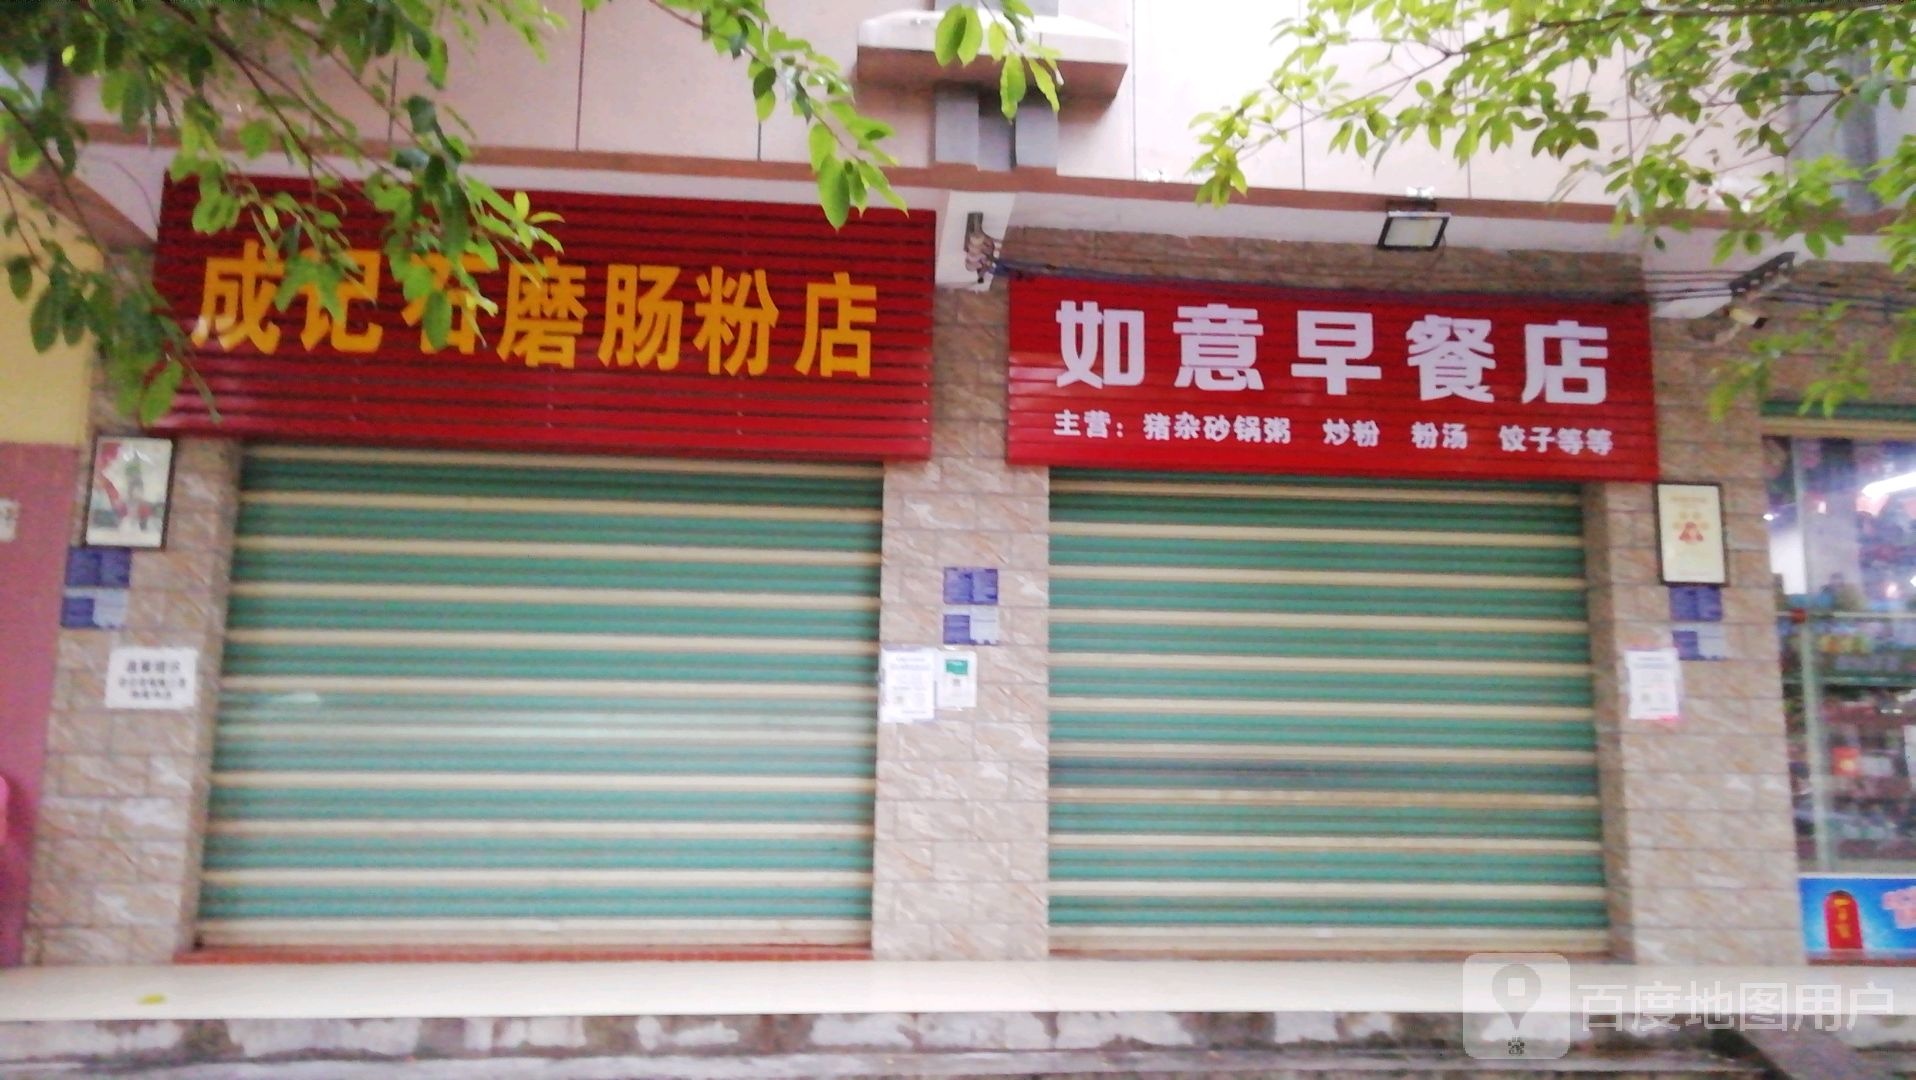 成记石磨肠粉店
如意早餐店
主营：猪杂砂锅粥 炒粉 粉汤 饺子等等
百度地图用户